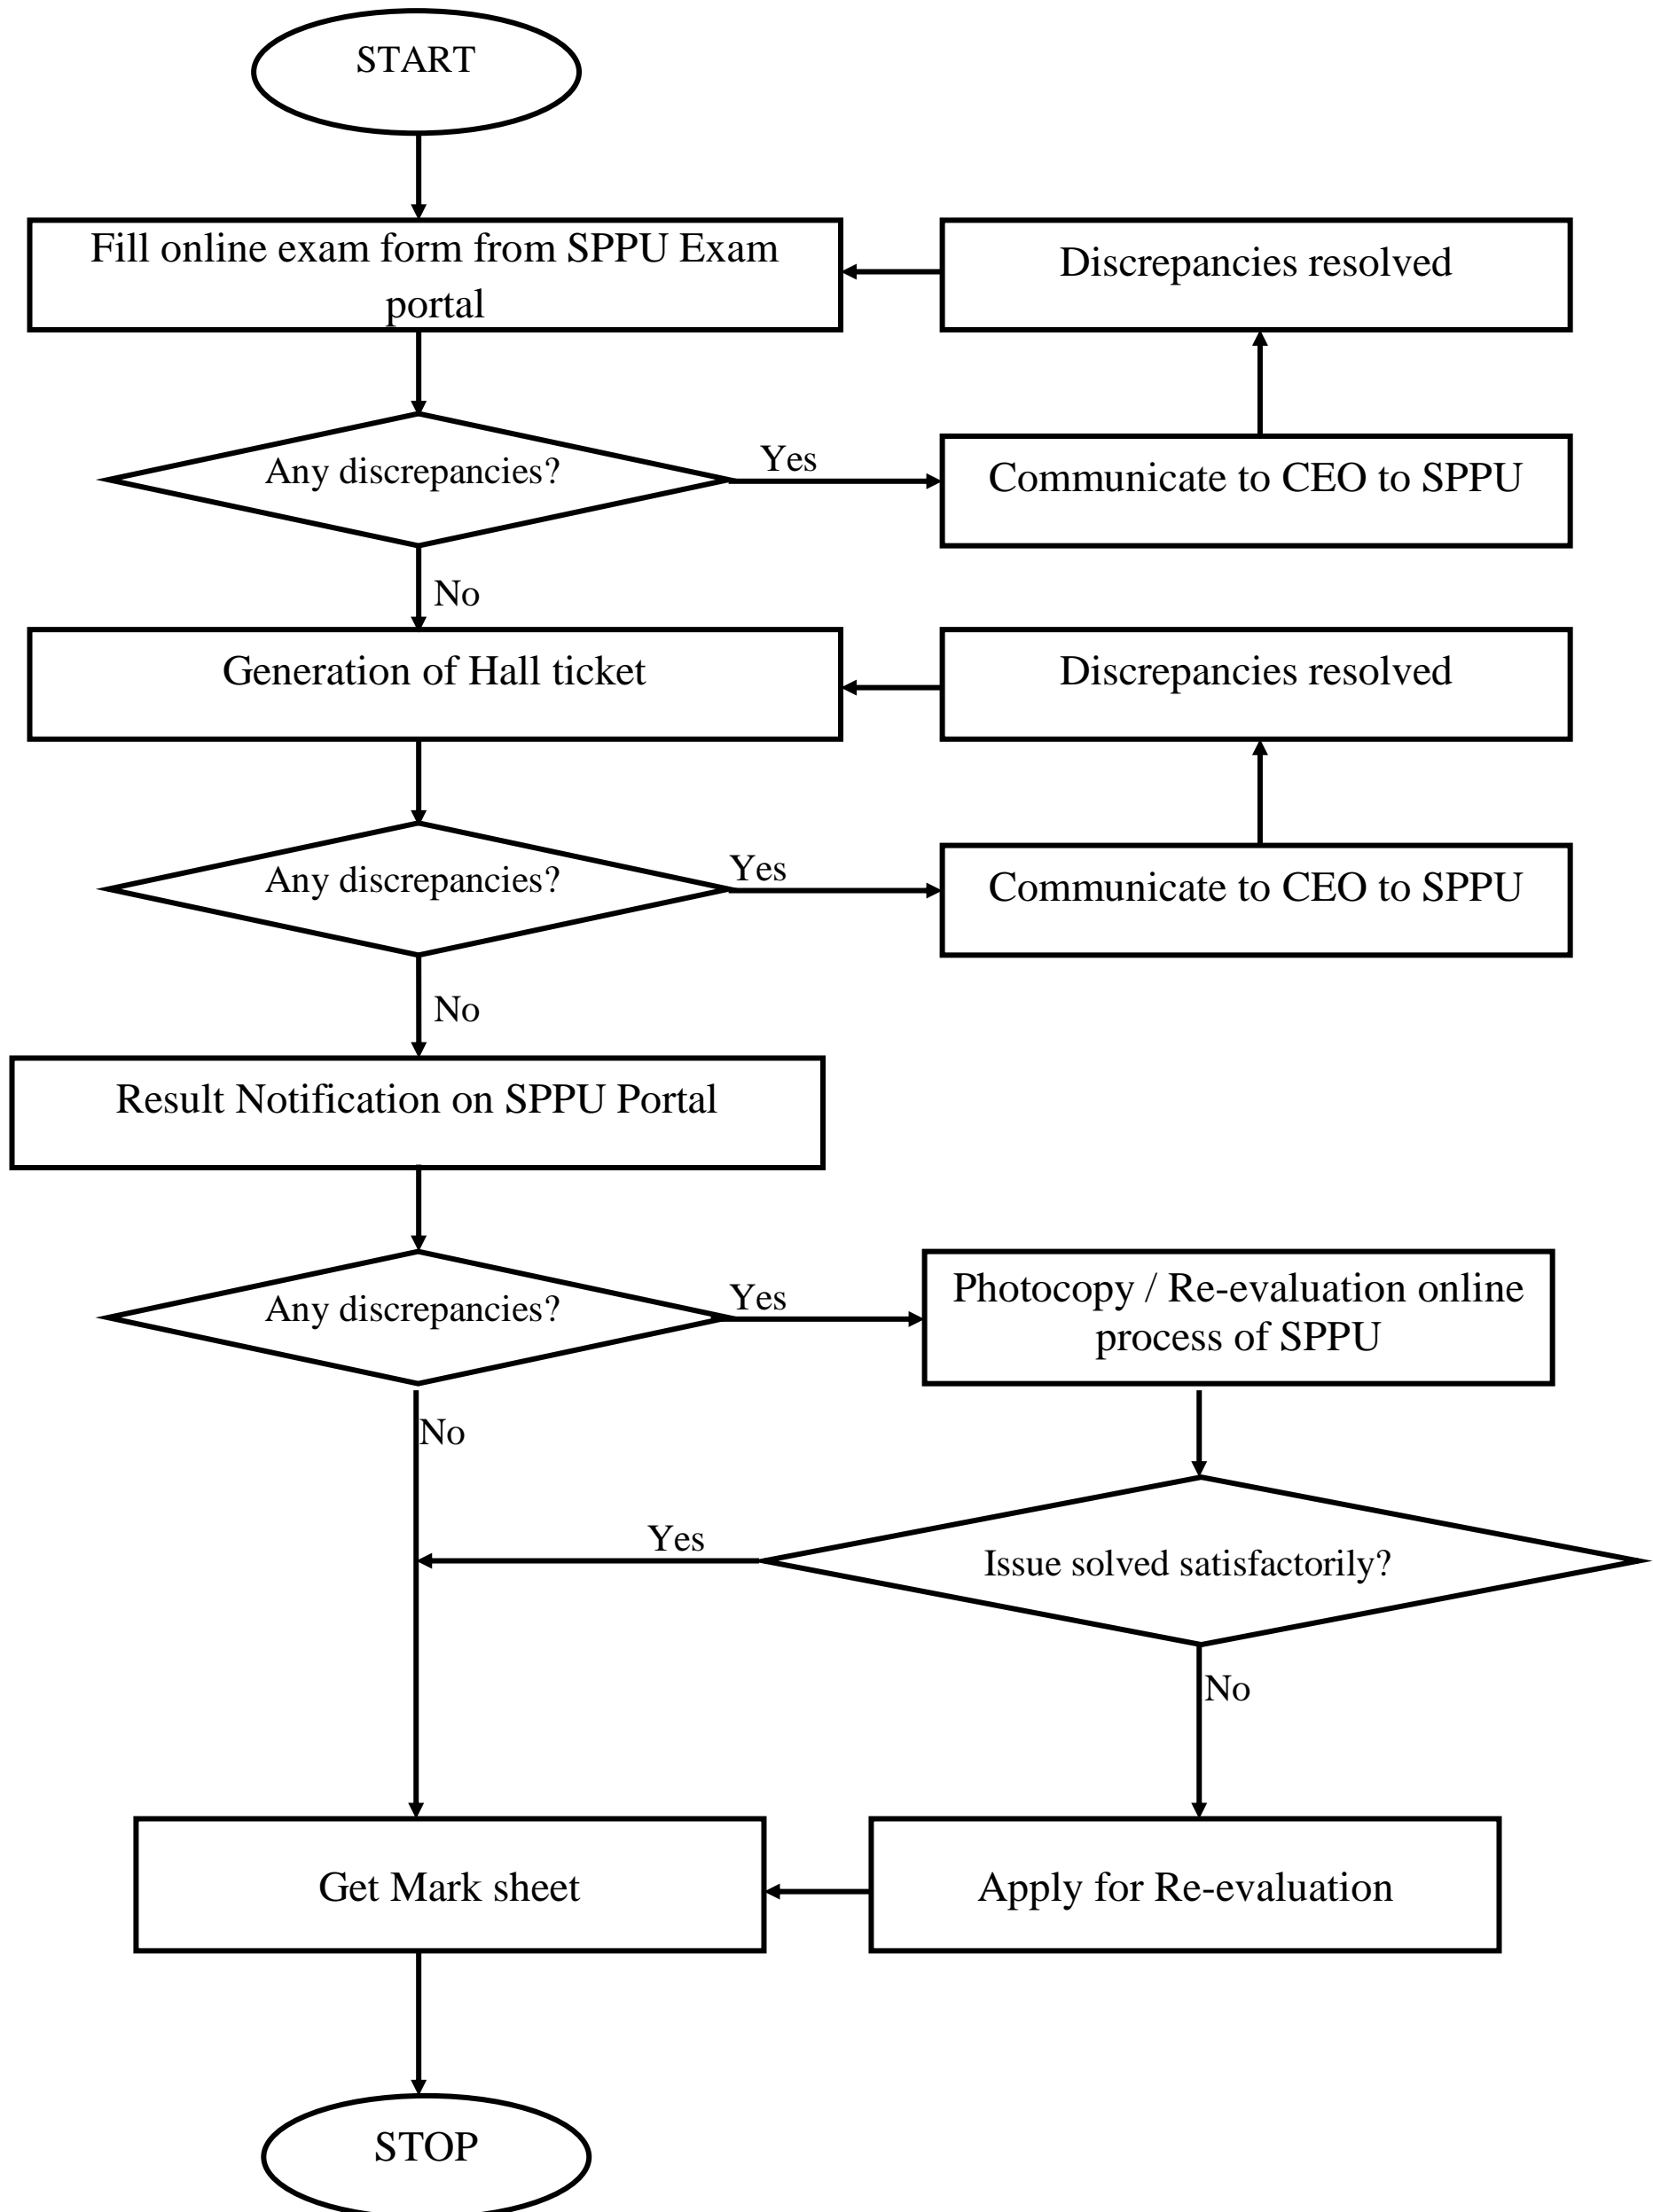 START
Fill online exam form from SPPU Exam
portal
Discrepancies resolved
Any discrepancies?
Yes
Communicate to CEO to SPPU
No
Generation of Hall ticket
Discrepancies resolved
Any discrepancies?
Yes
Communicate to CEO to SPPU
No
Result Notification on SPPU Portal
Any discrepancies?
Yes
Photocopy / Re-evaluation online
process of SPPU
No
Yes
Issue solved satisfactorily?
No
Get Mark sheet
Apply for Re-evaluation
STOP